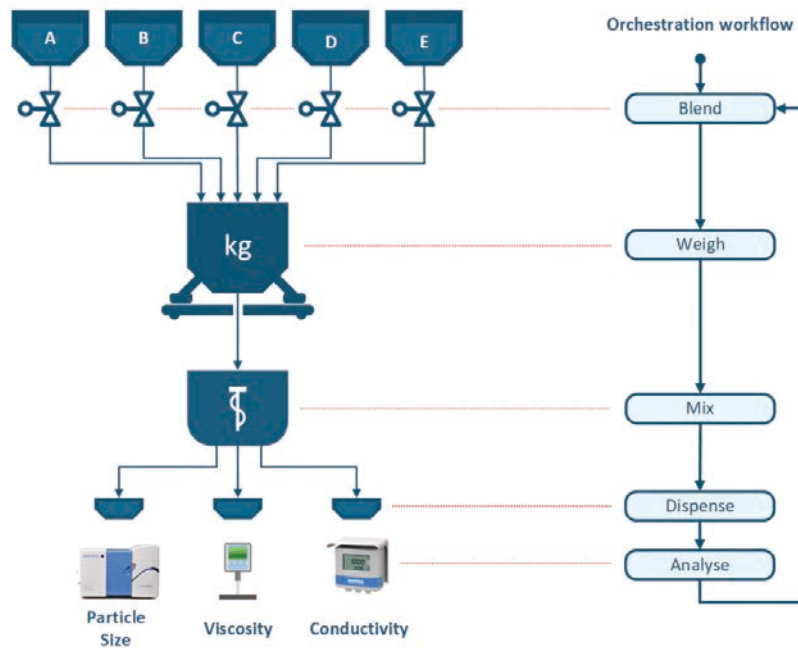 Orchestration workflow
A B C D E
Blend
kg
Weigh
Mix
Dispense
Analyse
Particle
Size
Viscosity
Conductivity